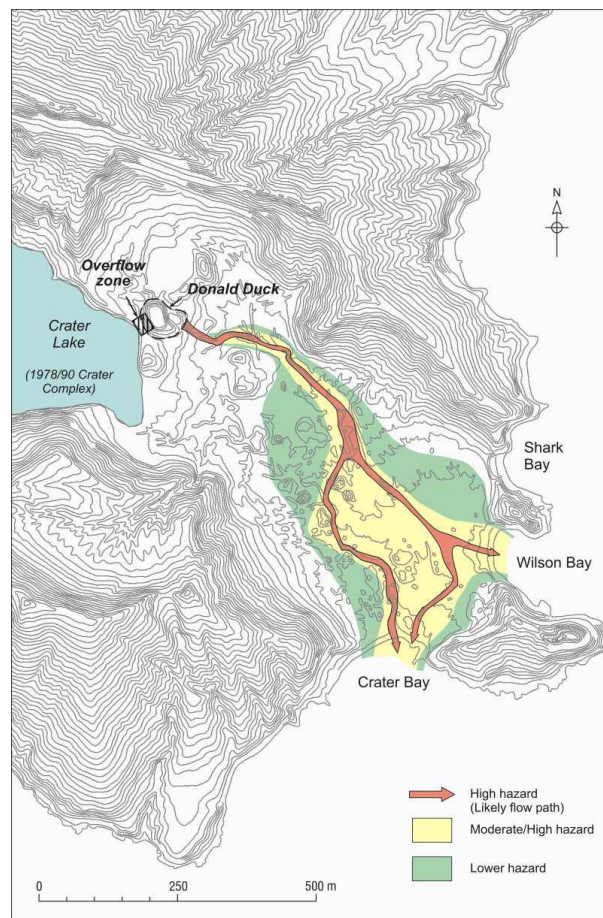 N
Overflow
zone
Donald Duck
Crater
Lake
(1978/90 Crater
Complex)
Shark
Bay
Wilson Bay
Crater Bay
High hazard
(Likely flow path)
Moderate/High hazard
Lower hazard
0 250 500 m